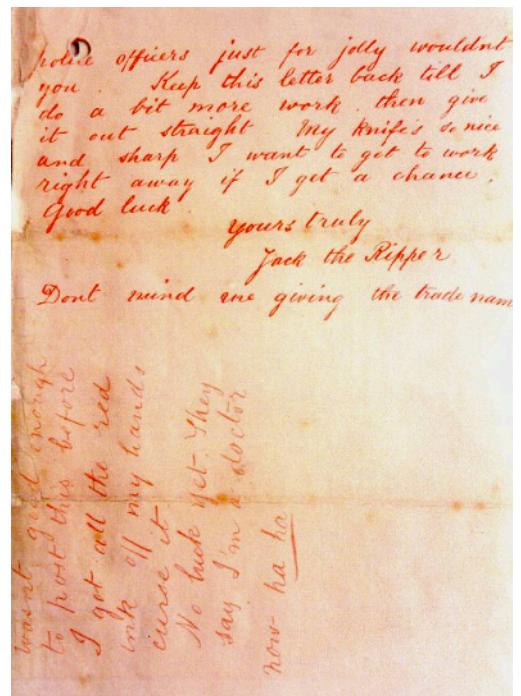 police officers just for jolly wouldnt
you. Keep this letter back till I
do a bit more work. then give
it out straight My knife's so nice
and sharp I want to get to work
right away if I get a chance.
Good luck.
yours truly
Jack the Ripper
Dont mind me giving the trade nam
wasnt good enough
to post this before
I got all the red
ink off my hands
curse it
No luck yet. They
say I'm a doctor
now ha ha